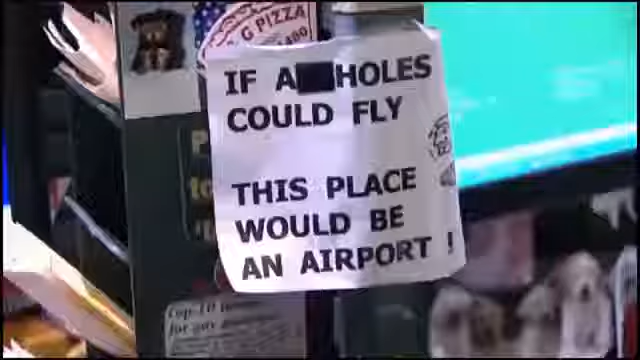 G PIZZA
IF A HOLES
COULD FLY
THIS PLACE
WOULD BE
AN AIRPORT !